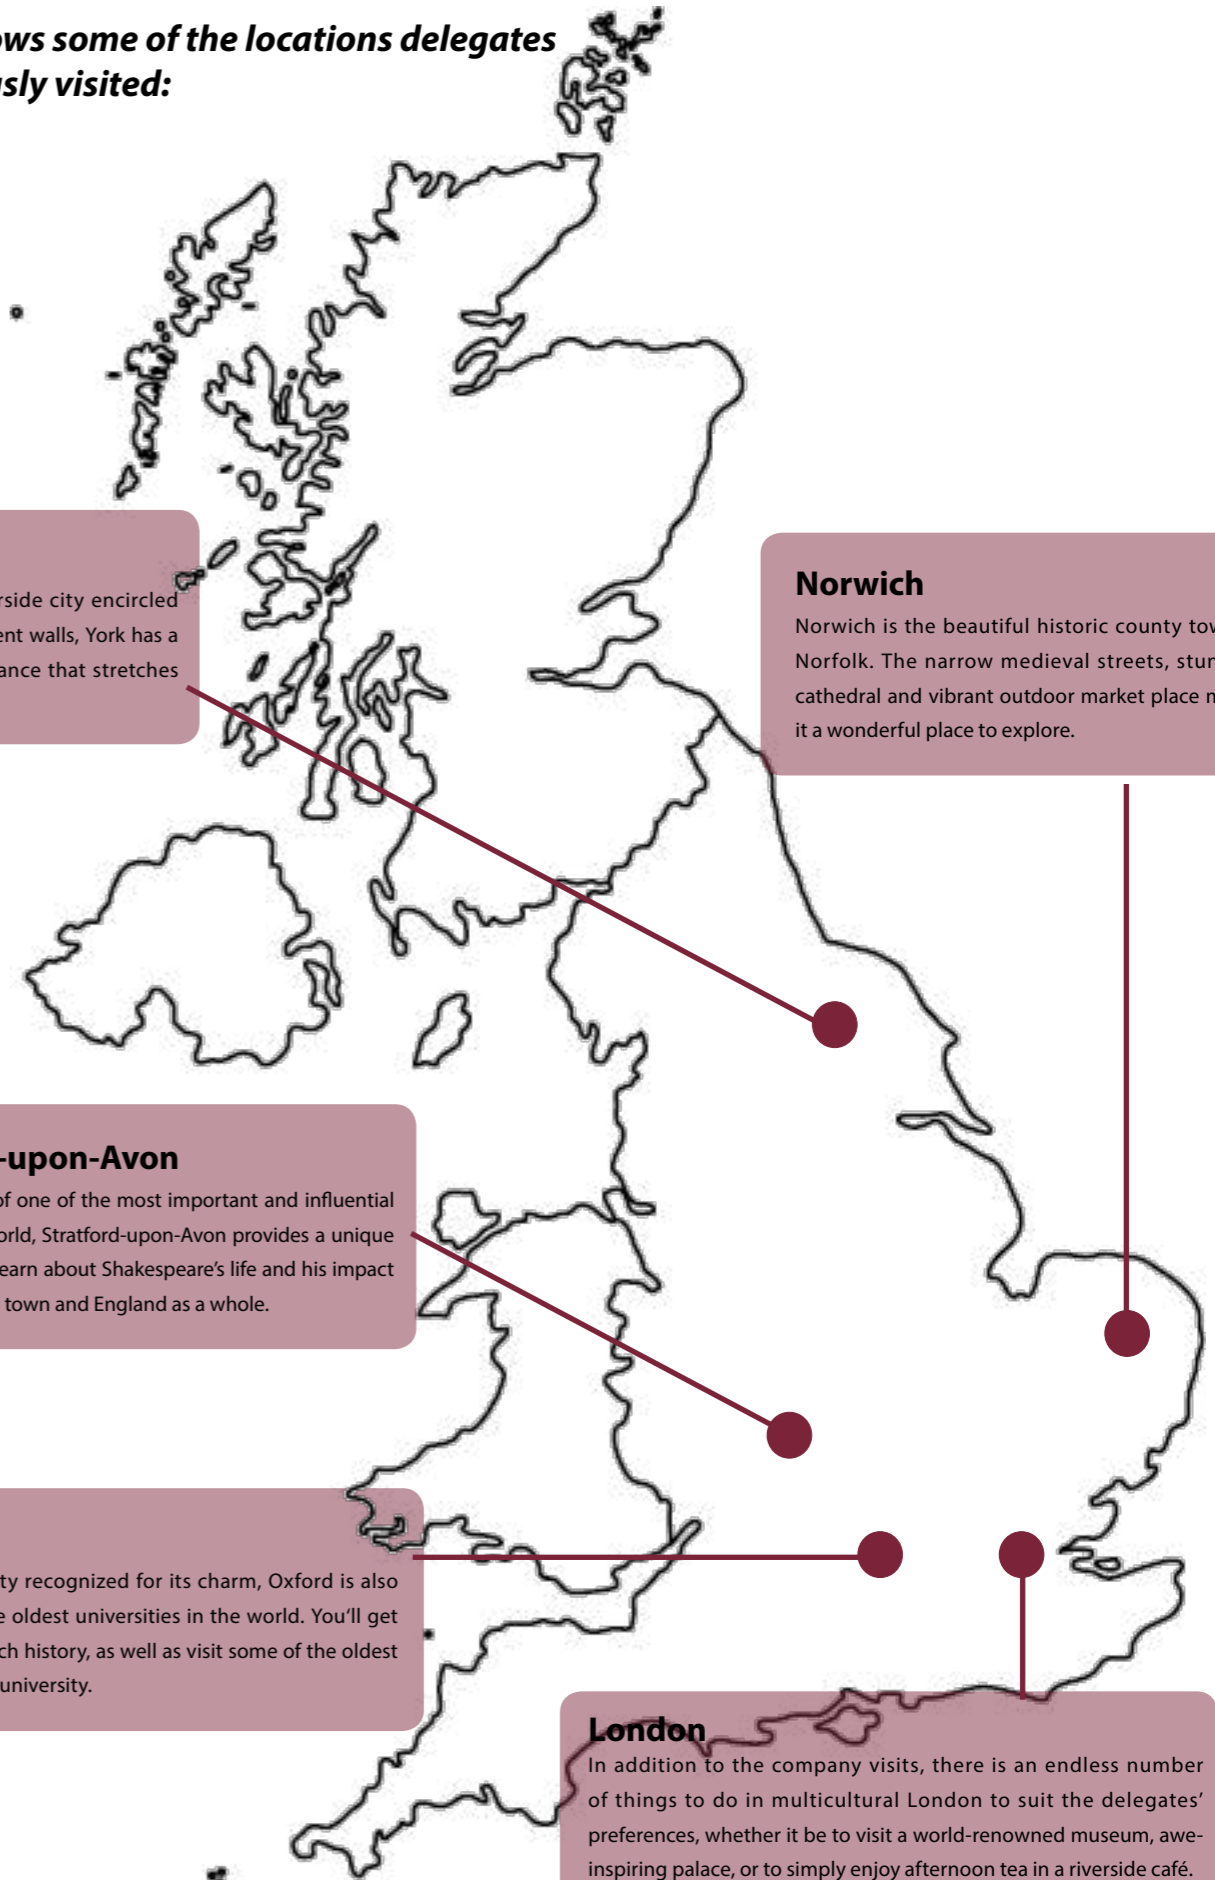 ows some of the locations delegates
usly visited:
rside city encircled
ent walls, York has a
ance that stretches
Norwich
Norwich is the beautiful historic county tow
Norfolk. The narrow medieval streets, stun
cathedral and vibrant outdoor market place m
it a wonderful place to explore.
-upon-Avon
of one of the most important and influential
orld, Stratford-upon-Avon provides a unique
earn about Shakespeare’s life and his impact
town and England as a whole.
ty recognized for its charm, Oxford is also
e oldest universities in the world. You’ll get
ch history, as well as visit some of the oldest
university.
London
In addition to the company visits, there is an endless number
of things to do in multicultural London to suit the delegates’
preferences, whether it be to visit a world-renowned museum, awe-
inspiring palace, or to simply enjoy afternoon tea in a riverside café.